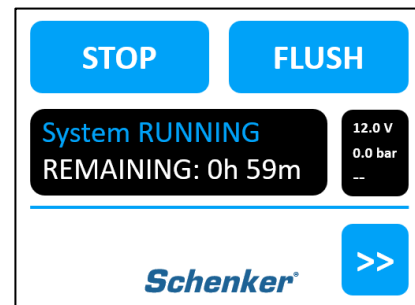 STOP
FLUSH
System RUNNING
REMAINING: 0h 59m
12.0 V
0.0 bar
--
Schenker®
>>